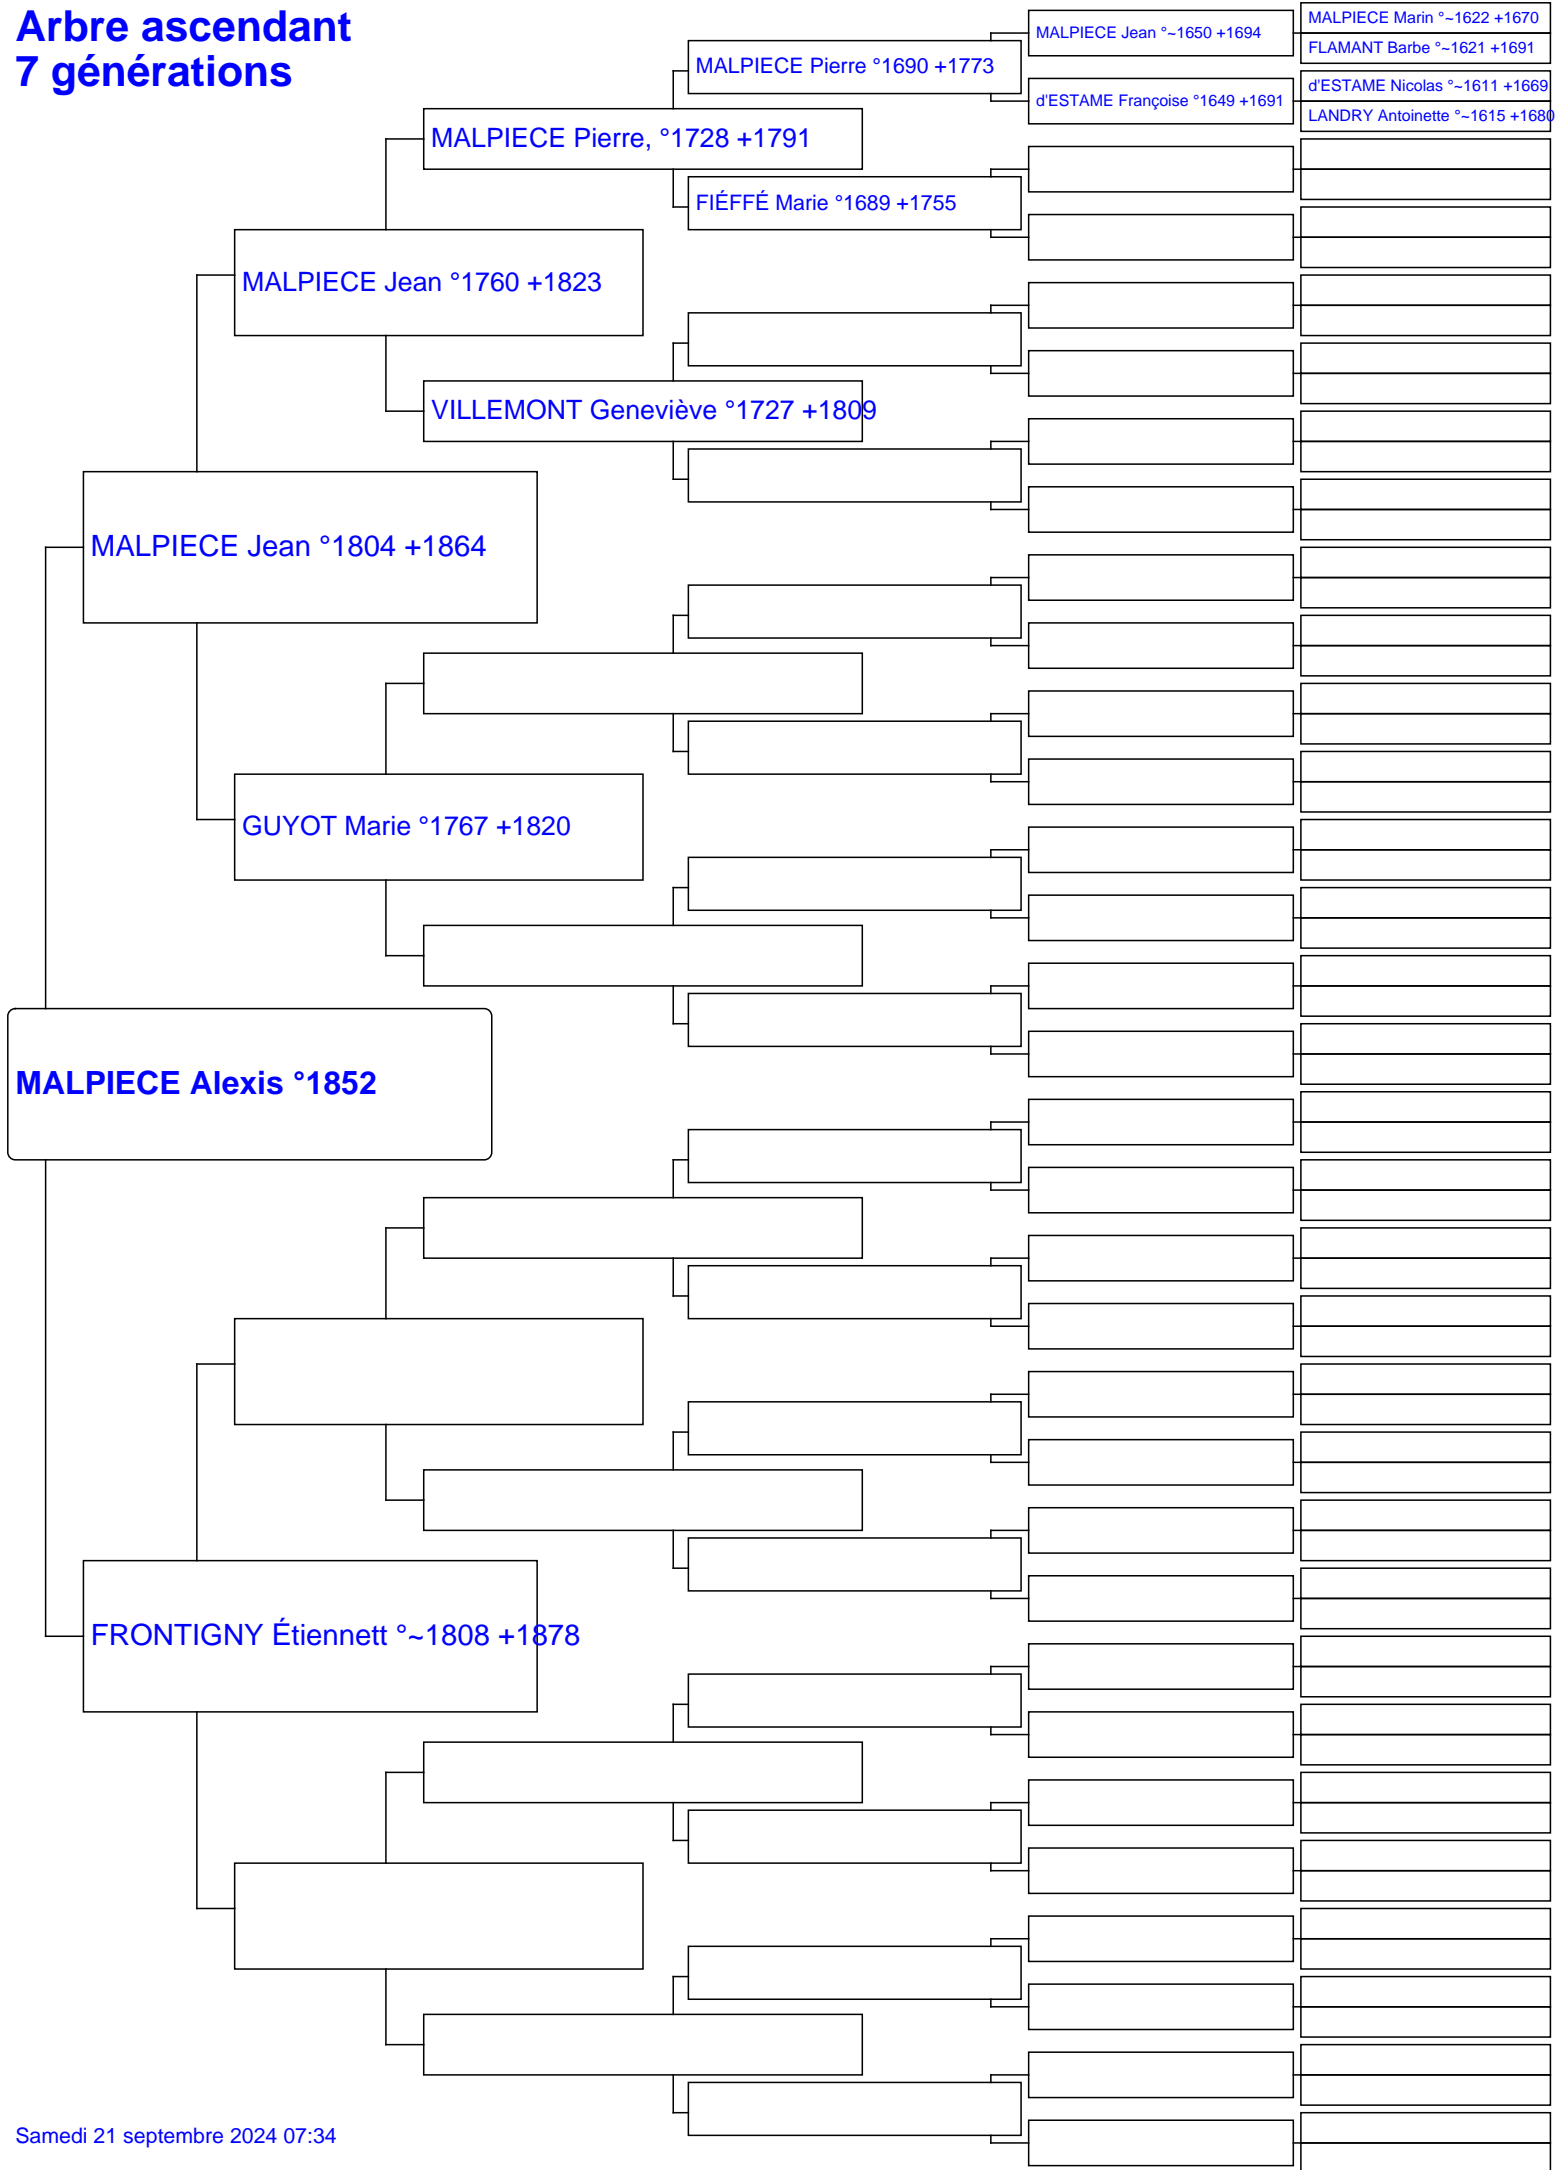 Arbre ascendant
7 générations
MALPIECE Marin °~1622 +1670
MALPIECE Jean °~1650 +1694
FLAMANT Barbe °~1621 +1691
MALPIECE Pierre °1690 +1773
d'ESTAME Nicolas °~1611 +1669
d'ESTAME Françoise °1649 +1691
LANDRY Antoinette °~1615 +1680
MALPIECE Pierre, °1728 +1791
FIÉFFÉ Marie °1689 +1755
MALPIECE Jean °1760 +1823
VILLEMONT Geneviève °1727 +1809
MALPIECE Jean °1804 +1864
GUYOT Marie °1767 +1820
MALPIECE Alexis °1852
FRONTIGNY Étiennett °~1808 +1878
Samedi 21 septembre 2024 07:34